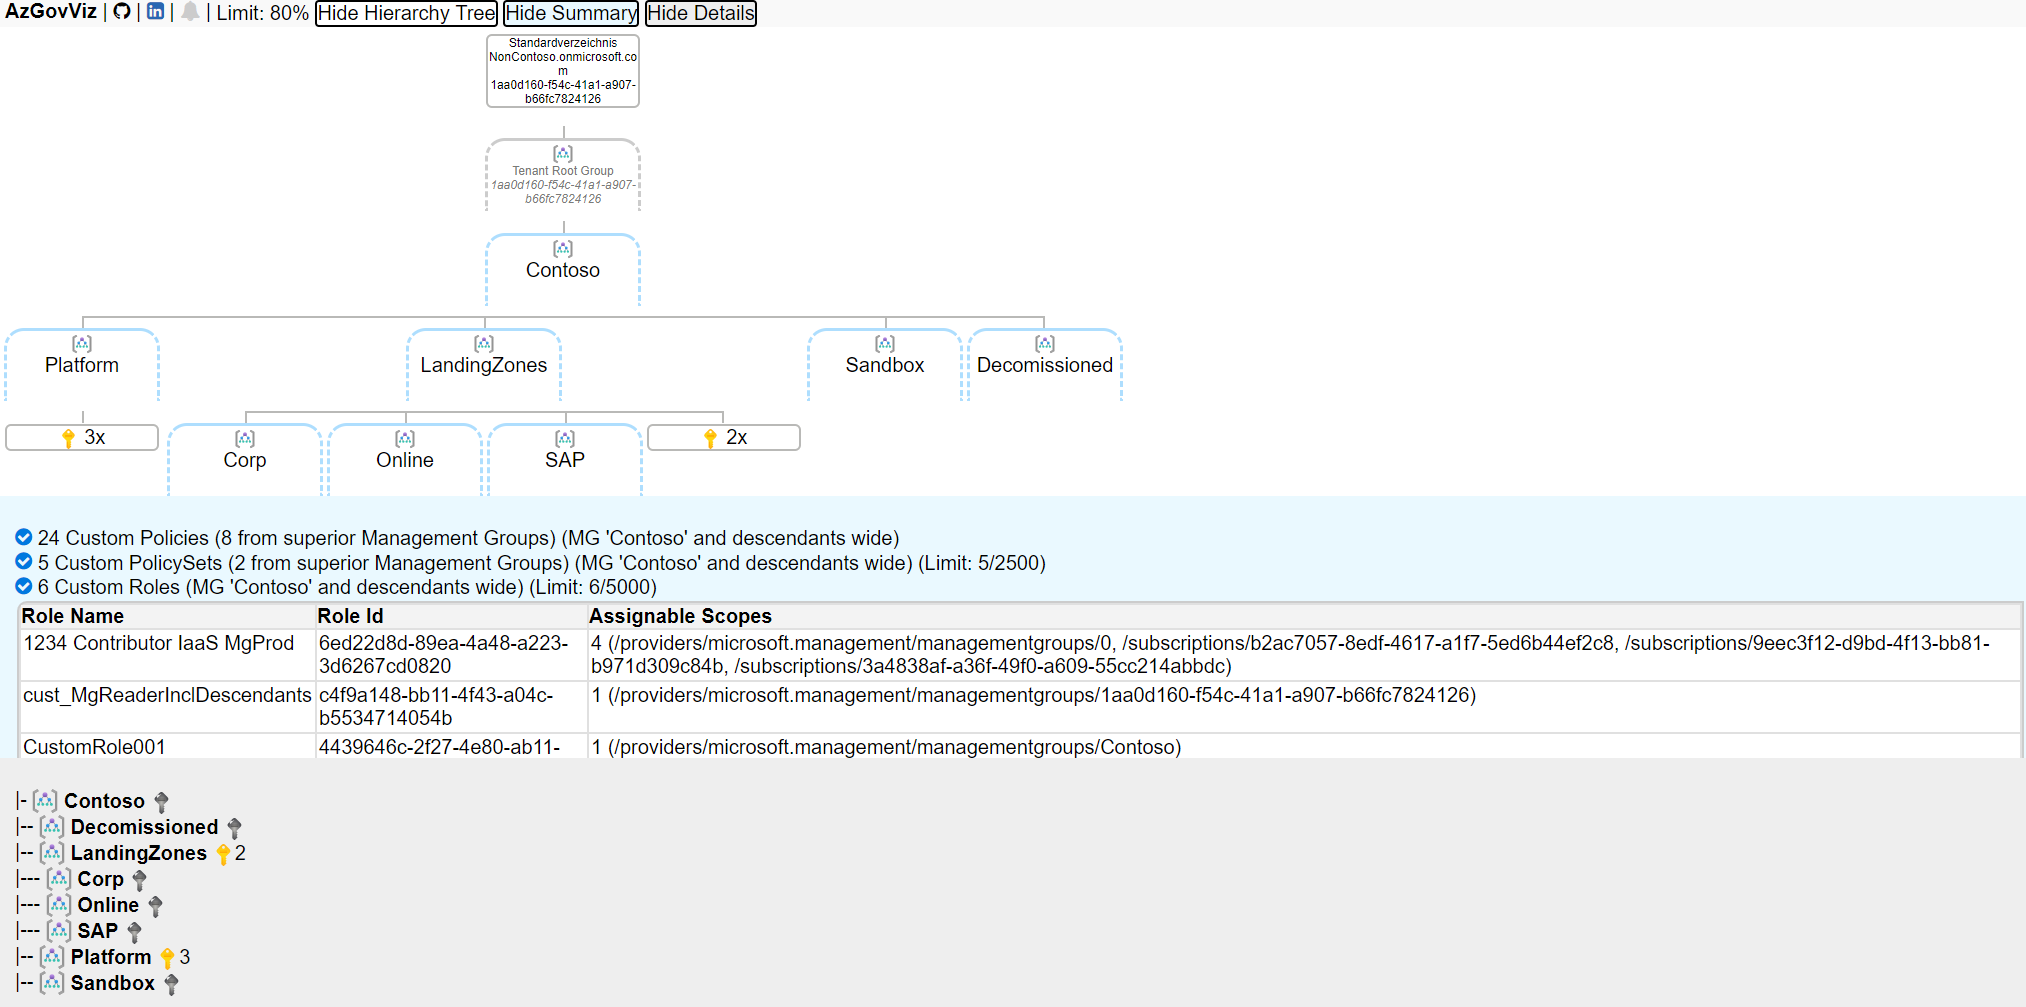 AzGovViz | | | | Limit: 80% Hide Hierarchy Tree Hide Summary Hide Details
Standardverzeichnis
NonContoso.onmicrosoft.co
m
1aa0d160-f54c-41a1-a907-
b66fc7824126
Tenant Root Group
1aa0d160-f54c-41a1-a907-
b66fc7824126
Contoso
Platform LandingZones Sandbox Decomissioned
3x Corp Online SAP 2x
24 Custom Policies (8 from superior Management Groups) (MG 'Contoso' and descendants wide)
5 Custom PolicySets (2 from superior Management Groups) (MG 'Contoso' and descendants wide) (Limit: 5/2500)
6 Custom Roles (MG 'Contoso' and descendants wide) (Limit: 6/5000)
Role Name Role Id Assignable Scopes
1234 Contributor IaaS MgProd 6ed22d8d-89ea-4a48-a223- 4 (/providers/microsoft.management/managementgroups/0, /subscriptions/b2ac7057-8edf-4617-a1f7-5ed6b44ef2c8, /subscriptions/9eec3f12-d9bd-4f13-bb81-
3d6267cd0820 b971d309c84b, /subscriptions/3a4838af-a36f-49f0-a609-55cc214abbdc)
cust_MgReaderInclDescendants c4f9a148-bb11-4f43-a04c- 1 (/providers/microsoft.management/managementgroups/1aa0d160-f54c-41a1-a907-b66fc7824126)
b5534714054b
CustomRole001 4439646c-2f27-4e80-ab11- 1 (/providers/microsoft.management/managementgroups/Contoso)
|- Contoso
|-- Decomissioned
|-- LandingZones 2
|--- Corp
|--- Online
|--- SAP
|-- Platform 3
|-- Sandbox